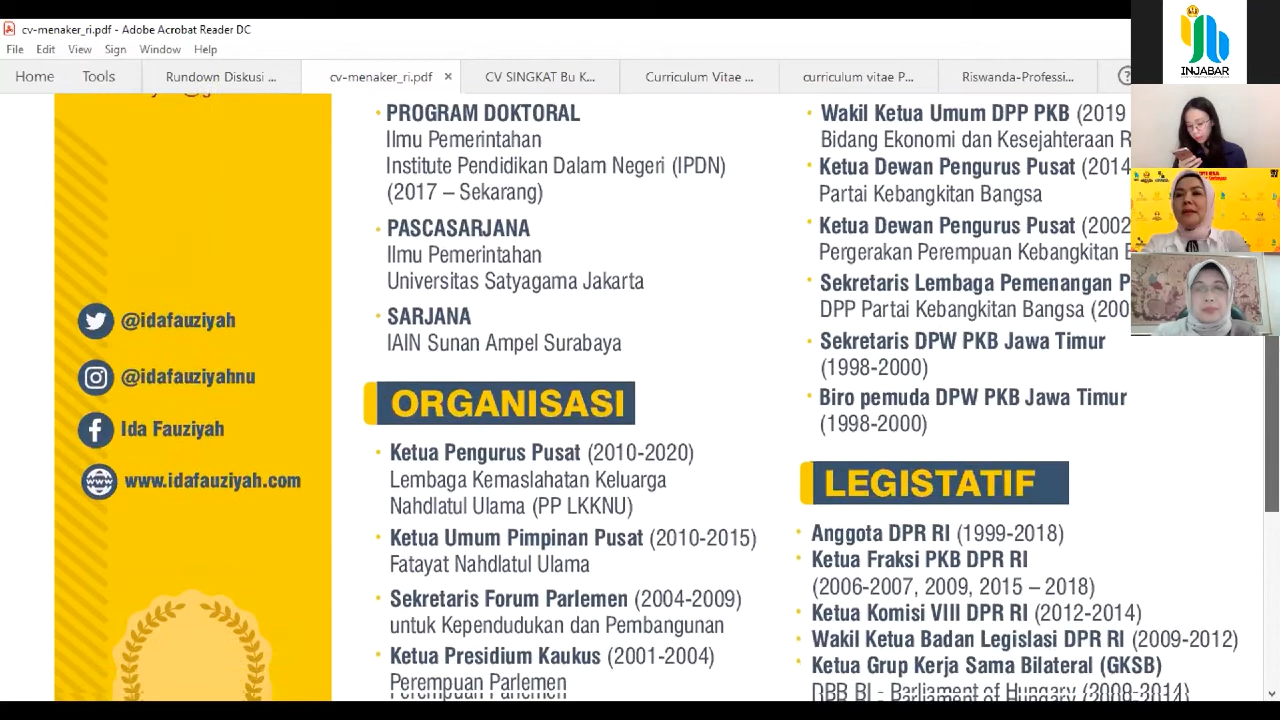 cv-menaker_ri.pdf - Adobe Acrobat Reader DC
File Edit View Sign Window Help
Home Tools Rundown Diskusi ... cv-menaker_ri.pdf × CV SINGKAT Bu K... Curriculum Vitae ... curriculum vitae P... Riswanda-Professi...
INJABAR
@idafauziyah
@idafauziyahnu
Ida Fauziyah
www.idafauziyah.com
PROGRAM DOKTORAL
Ilmu Pemerintahan
Institute Pendidikan Dalam Negeri (IPDN)
(2017 – Sekarang)
PASCASARJANA
Ilmu Pemerintahan
Universitas Satyagama Jakarta
SARJANA
IAIN Sunan Ampel Surabaya
ORGANISASI
Ketua Pengurus Pusat (2010-2020)
Lembaga Kemaslahatan Keluarga
Nahdlatul Ulama (PP LKKNU)
Ketua Umum Pimpinan Pusat (2010-2015)
Fatayat Nahdlatul Ulama
Sekretaris Forum Parlemen (2004-2009)
untuk Kependudukan dan Pembangunan
Ketua Presidium Kaukus (2001-2004)
Perempuan Parlemen
Wakil Ketua Umum DPP PKB (2019
Bidang Ekonomi dan Kesejahteraan R
Ketua Dewan Pengurus Pusat (2014
Partai Kebangkitan Bangsa
Ketua Dewan Pengurus Pusat (2002
Pergerakan Perempuan Kebangkitan B
Sekretaris Lembaga Pemenangan P
DPP Partai Kebangkitan Bangsa (200
Sekretaris DPW PKB Jawa Timur
(1998-2000)
Biro pemuda DPW PKB Jawa Timur
(1998-2000)
LEGISTATIF
Anggota DPR RI (1999-2018)
Ketua Fraksi PKB DPR RI
(2006-2007, 2009, 2015 – 2018)
Ketua Komisi VIII DPR RI (2012-2014)
Wakil Ketua Badan Legislasi DPR RI (2009-2012)
Ketua Grup Kerja Sama Bilateral (GKSB)
DPR RI - Parliament of Hungary (2008-2014)